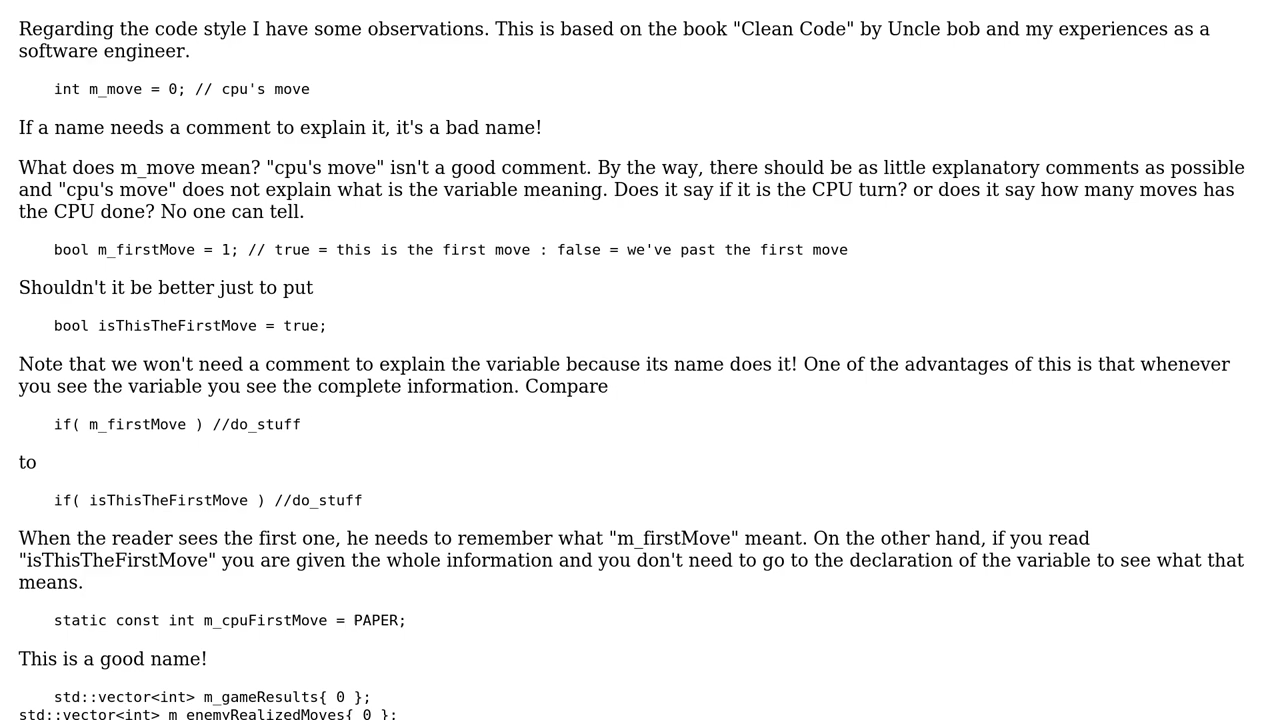 Regarding the code style I have some observations. This is based on the book "Clean Code" by Uncle bob and my experiences as a
software engineer.
int m_move = 0; // cpu's move
If a name needs a comment to explain it, it's a bad name!
What does m_move mean? "cpu's move" isn't a good comment. By the way, there should be as little explanatory comments as possible
and "cpu's move" does not explain what is the variable meaning. Does it say if it is the CPU turn? or does it say how many moves has
the CPU done? No one can tell.
bool m_firstMove = 1; // true = this is the first move : false = we've past the first move
Shouldn't it be better just to put
bool isThisTheFirstMove = true;
Note that we won't need a comment to explain the variable because its name does it! One of the advantages of this is that whenever
you see the variable you see the complete information. Compare
if( m_firstMove ) //do_stuff
to
if( isThisTheFirstMove ) //do_stuff
When the reader sees the first one, he needs to remember what "m_firstMove" meant. On the other hand, if you read
"isThisTheFirstMove" you are given the whole information and you don't need to go to the declaration of the variable to see what that
means.
static const int m_cpuFirstMove = PAPER;
This is a good name!
std::vector<int> m_gameResults{ 0 };
std::vector<int> m_enemyRealizedMoves{ 0 };